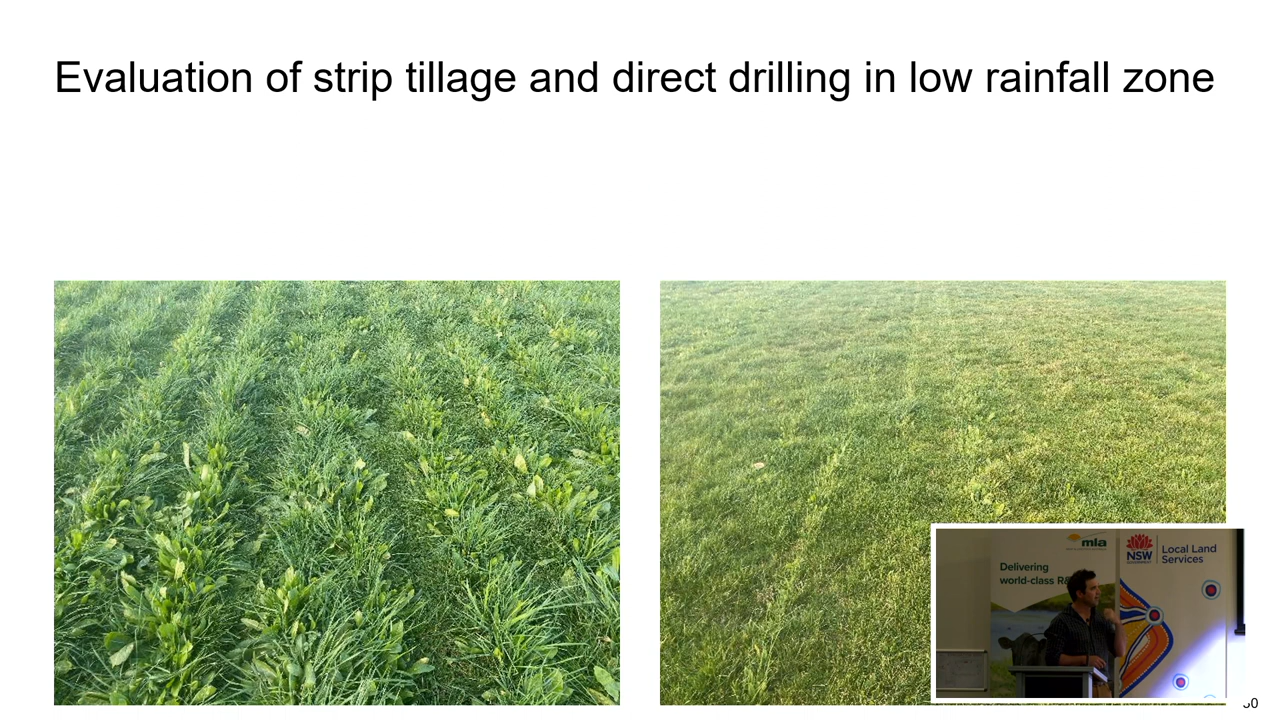 Evaluation of strip tillage and direct drilling in low rainfall zone
mla
Delivering
world-class
NSW
GOVERNMENT
Local Land
Services